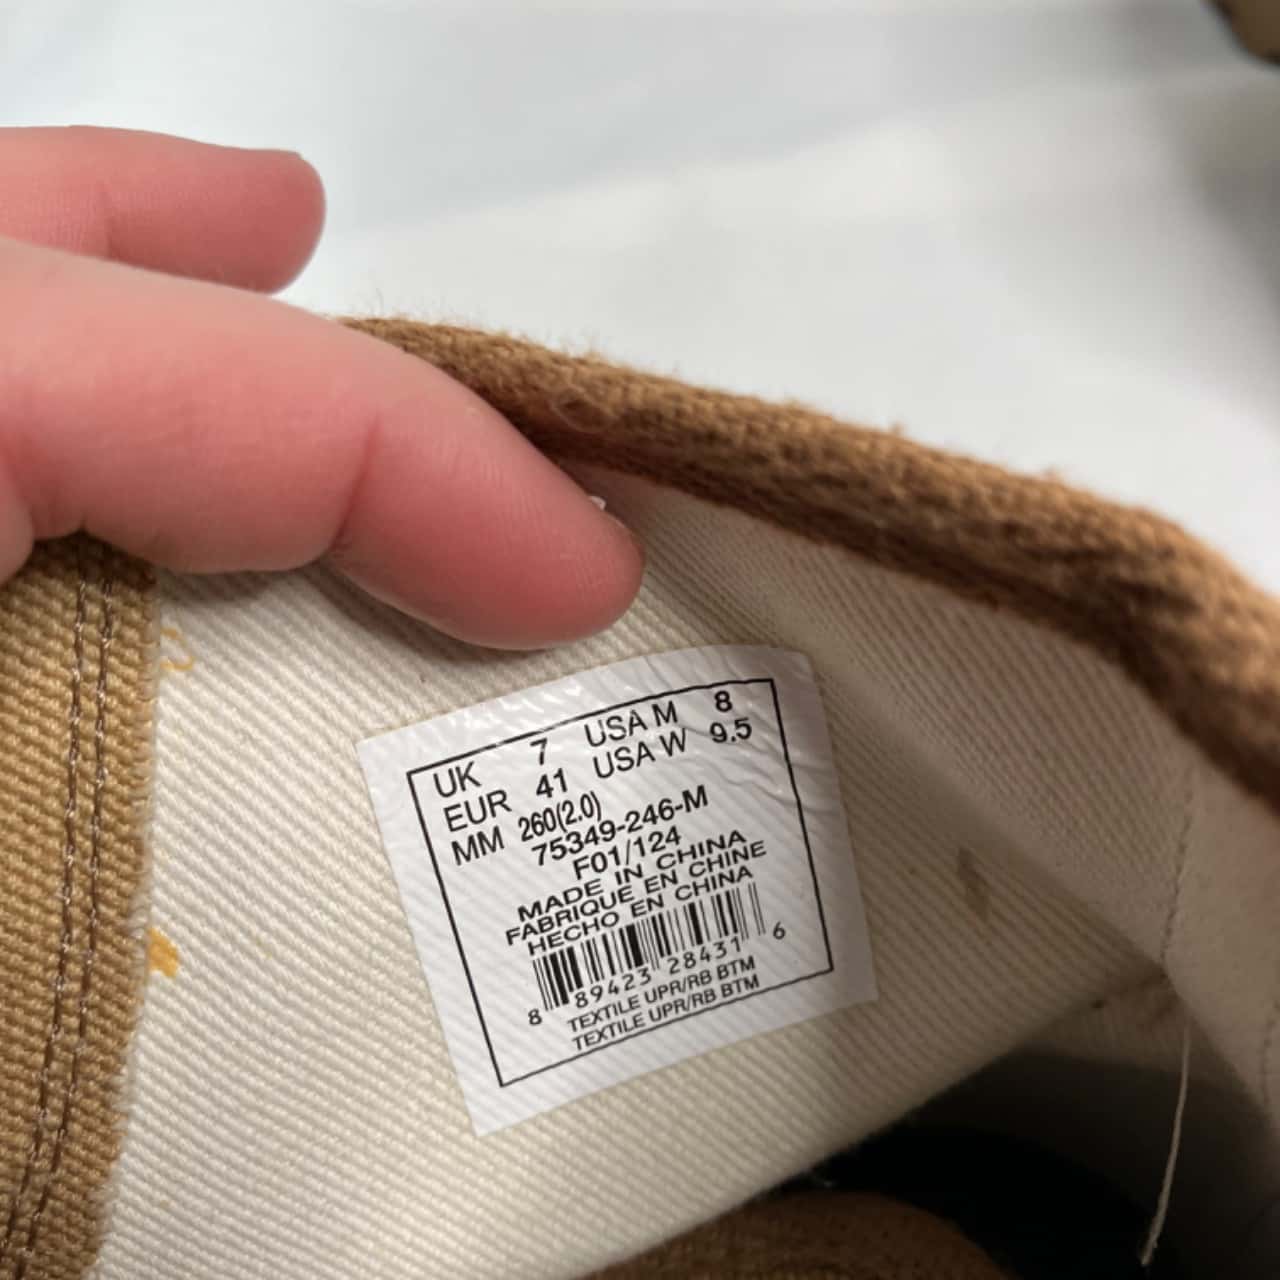 UK 7 USA M 8
EUR 41 USA W 9.5
MM 260(2.0)
75349-246-M
F01/124
MADE IN CHINA
FABRIQUE EN CHINE
HECHO EN CHINA
8 89423 28431 6
TEXTILE UPR/RB BTM
TEXTILE UPR/RB BTM